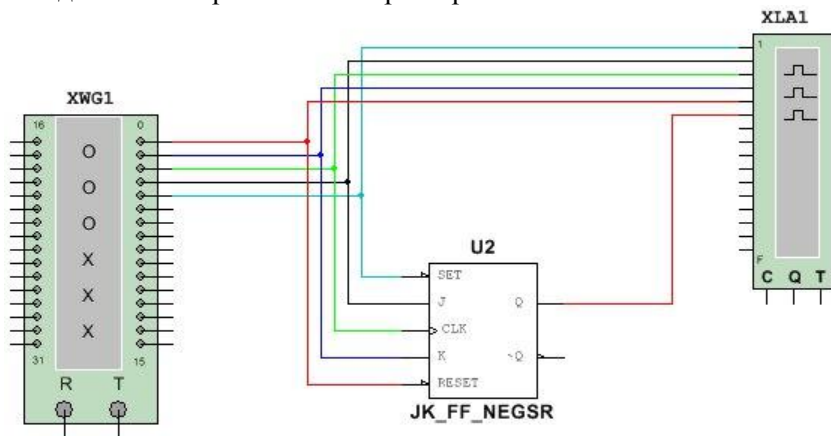 XLA1
1
XWG1
16 0
O
O
O
X
X
X
31 15
R T
F
C Q T
U2
SET
J Q
CLK
K ~Q
RESET
JK_FF_NEGSR